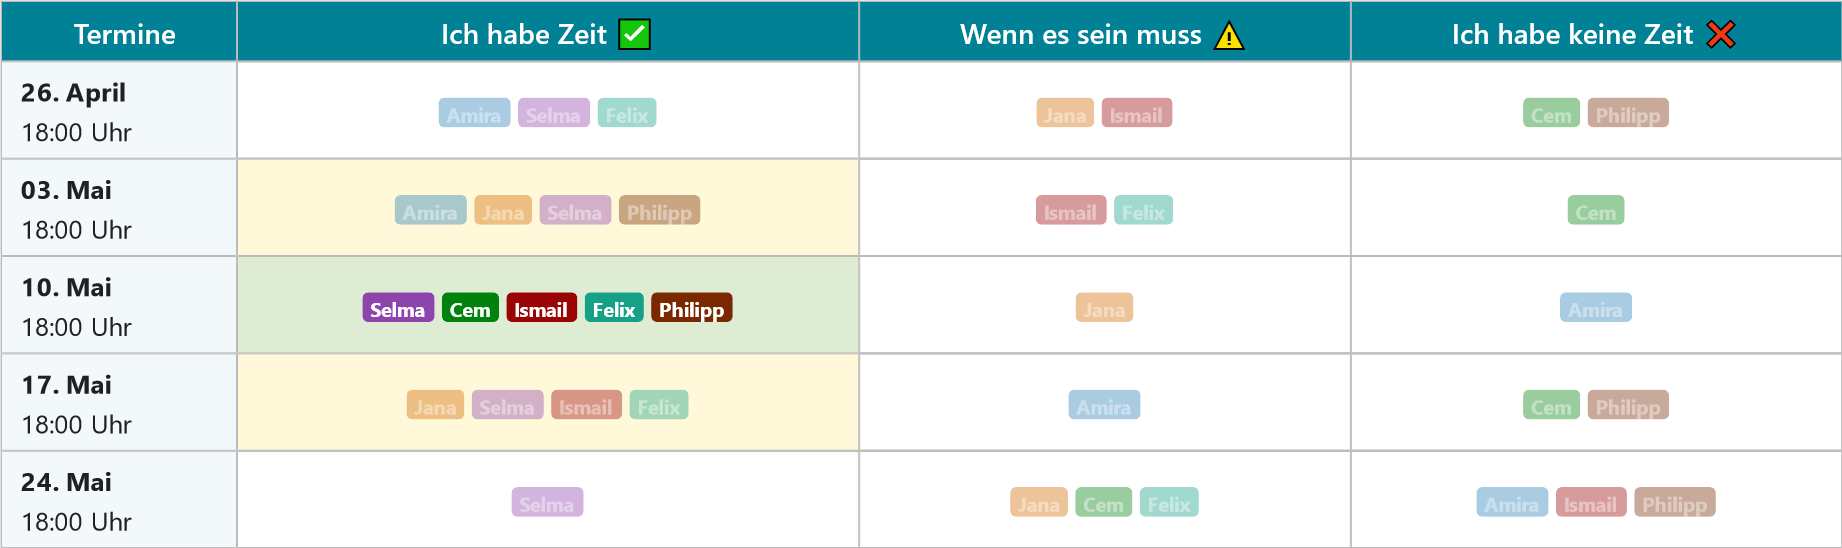 Termine Ich habe Zeit ✅ Wenn es sein muss ⚠ Ich habe keine Zeit ❌
26. April
18:00 Uhr
Amira Selma Felix Jana Ismail Cem Philipp
03. Mai
18:00 Uhr
Amira Jana Selma Philipp Ismail Felix Cem
10. Mai
18:00 Uhr
Selma Cem Ismail Felix Philipp Jana Amira
17. Mai
18:00 Uhr
Jana Selma Ismail Felix Amira Cem Philipp
24. Mai
18:00 Uhr
Selma Jana Cem Felix Amira Ismail Philipp